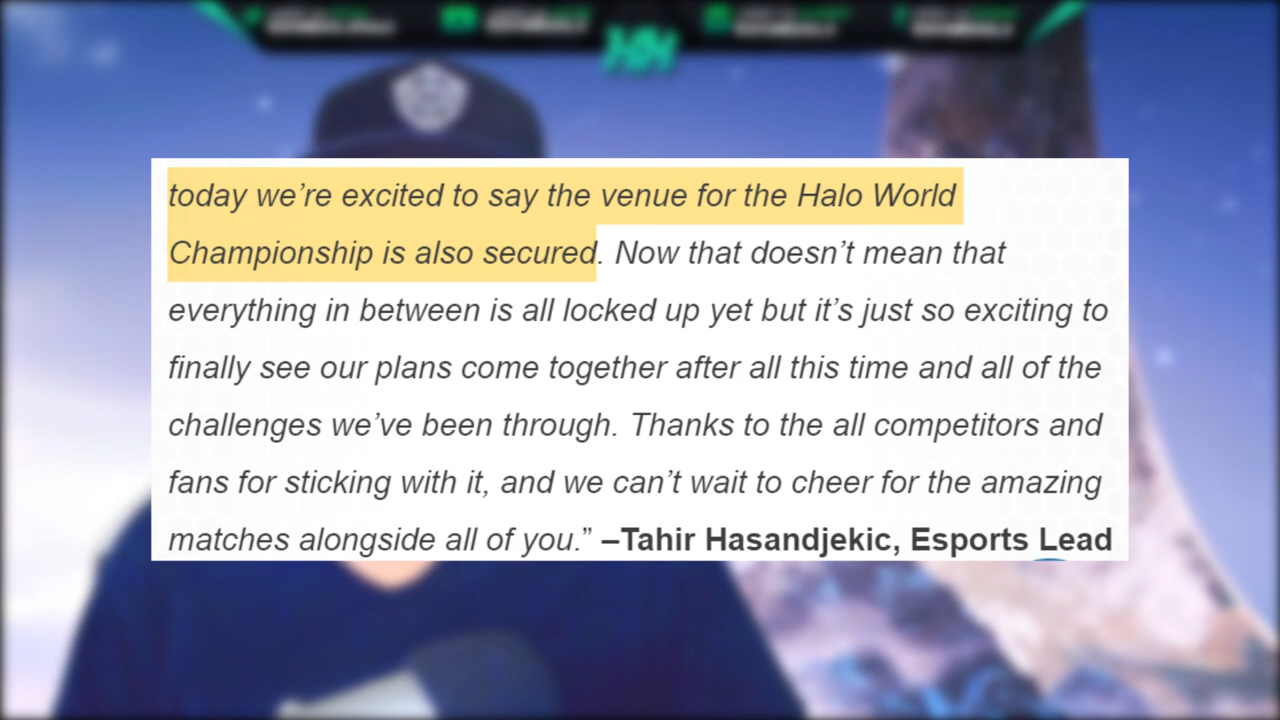 today we’re excited to say the venue for the Halo World
Championship is also secured. Now that doesn’t mean that
everything in between is all locked up yet but it’s just so exciting to
finally see our plans come together after all this time and all of the
challenges we’ve been through. Thanks to the all competitors and
fans for sticking with it, and we can’t wait to cheer for the amazing
matches alongside all of you.” –Tahir Hasandjekic, Esports Lead